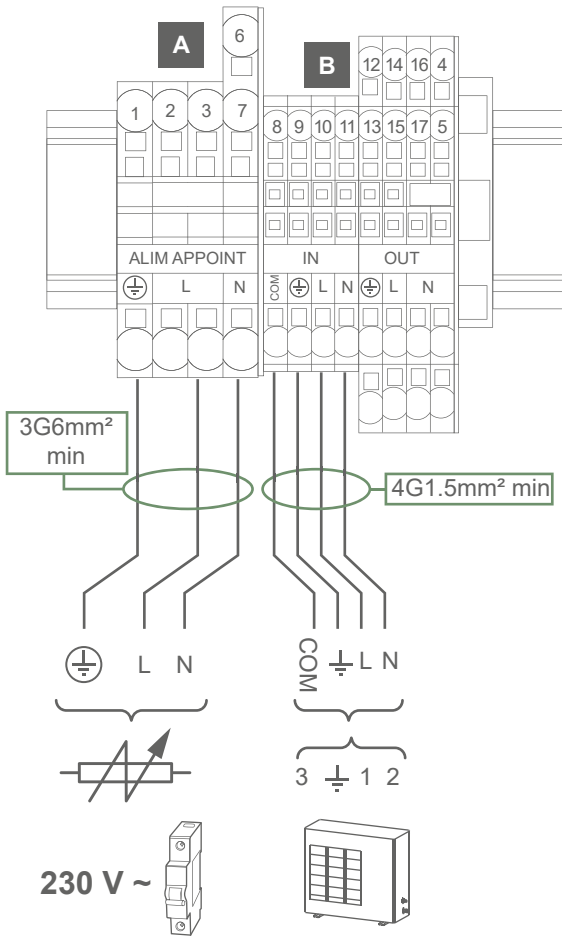 A
6
B
12 14 16 4
1 2 3 7
8 9 10 11 13 15 17 5
ALIM APPOINT IN OUT
L N COM L N L N
3G6mm²
min
4G1.5mm² min
L N COM L N
3 1 2
230 V ~